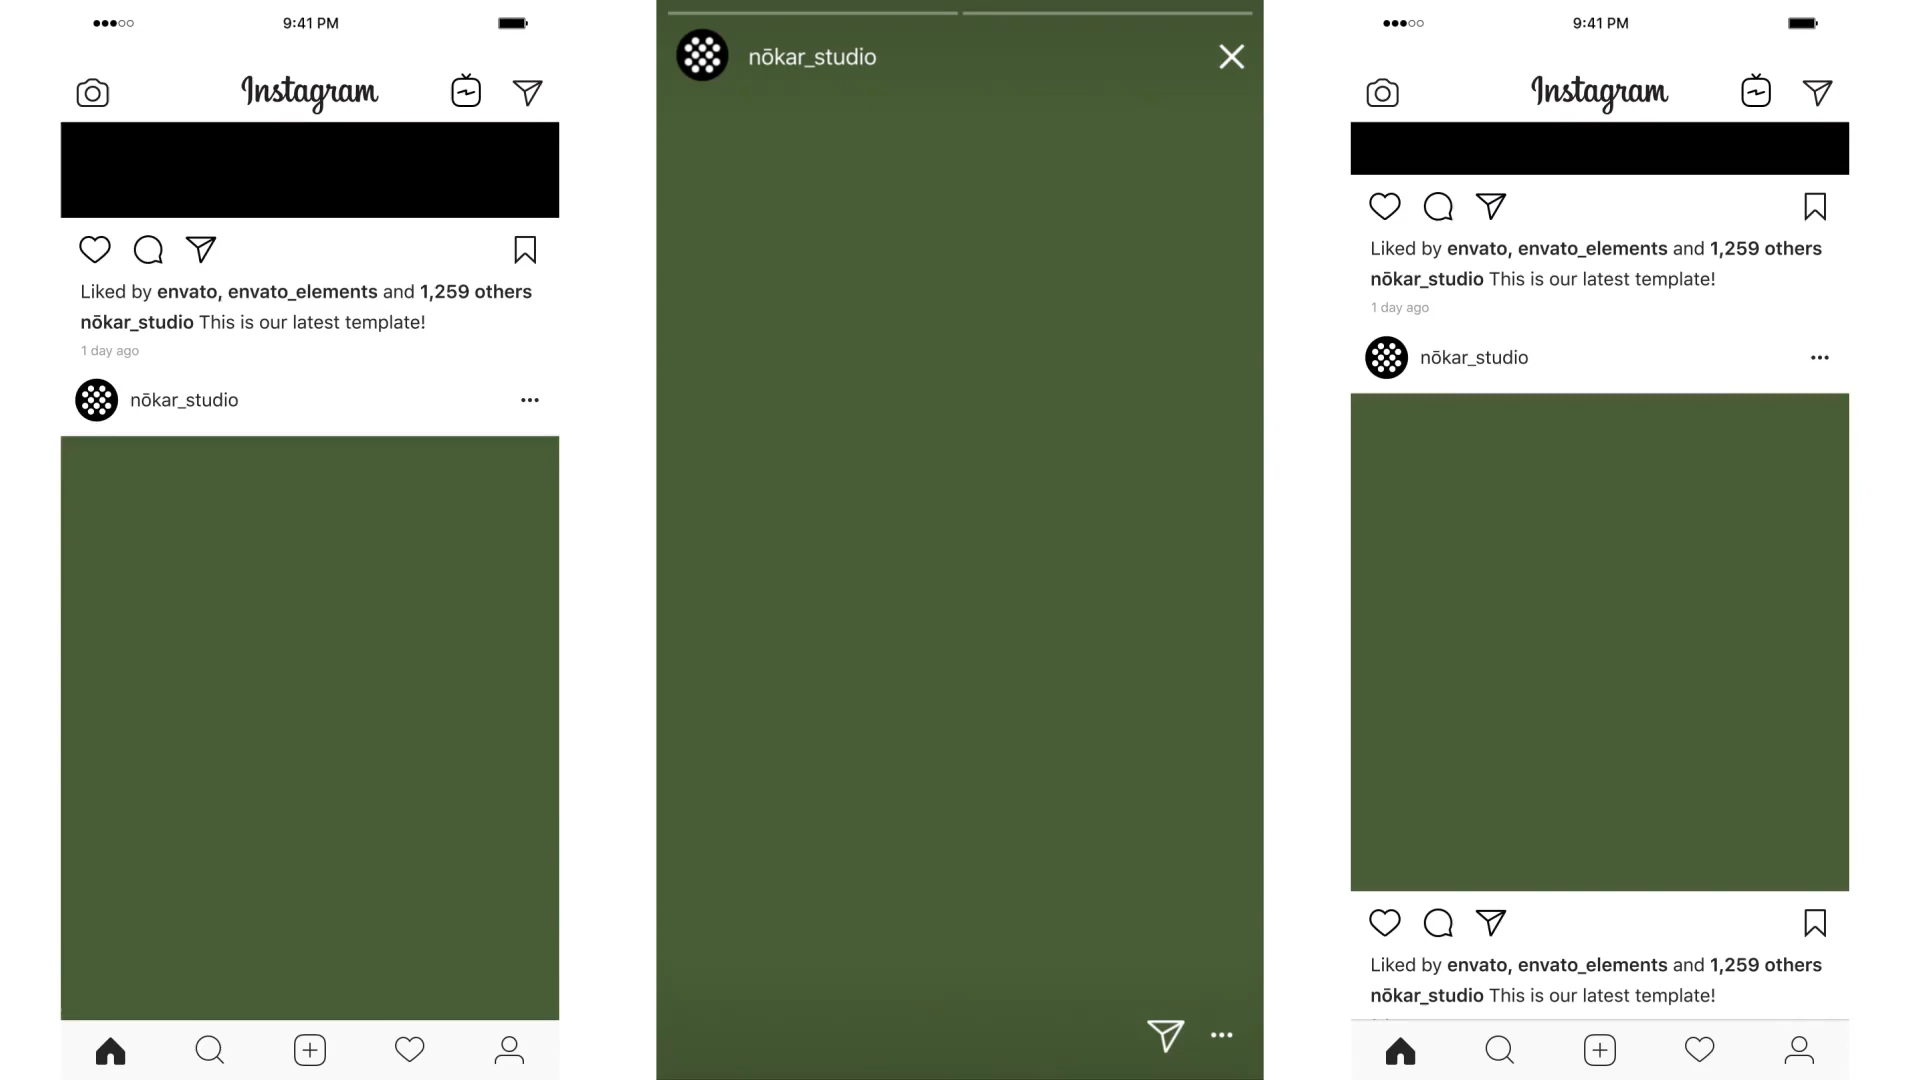 9:41 PM
Instagram
Liked by envato, envato_elements and 1,259 others
nōkar_studio This is our latest template!
1 day ago
nōkar_studio
nōkar_studio
9:41 PM
Instagram
Liked by envato, envato_elements and 1,259 others
nōkar_studio This is our latest template!
1 day ago
nōkar_studio
Liked by envato, envato_elements and 1,259 others
nōkar_studio This is our latest template!